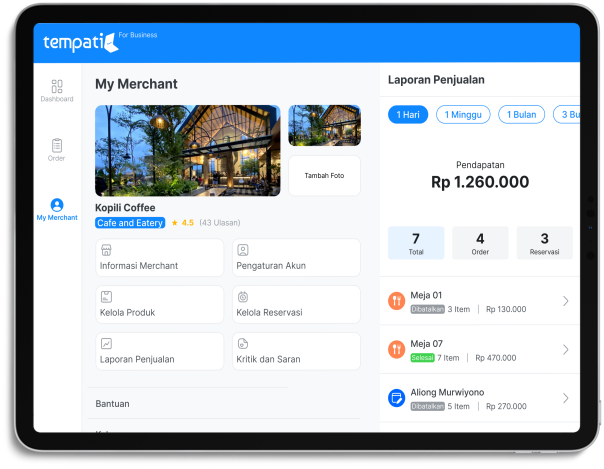 tempati
For Business
Dashboard
Order
My Merchant
My Merchant
Tambah Foto
Kopili Coffee
Cafe and Eatery ★ 4.5 (43 Ulasan)
Informasi Merchant
Pengaturan Akun
Kelola Produk
Kelola Reservasi
Laporan Penjualan
Kritik dan Saran
Bantuan
Laporan Penjualan
1 Hari
1 Minggu
1 Bulan
3 Bu
Pendapatan
Rp 1.260.000
7
Total
4
Order
3
Reservasi
Meja 01
Dibatalkan 3 Item | Rp 130.000
Meja 07
Selesai 7 Item | Rp 470.000
Aliong Murwiyono
Dibatalkan 5 Item | Rp 270.000